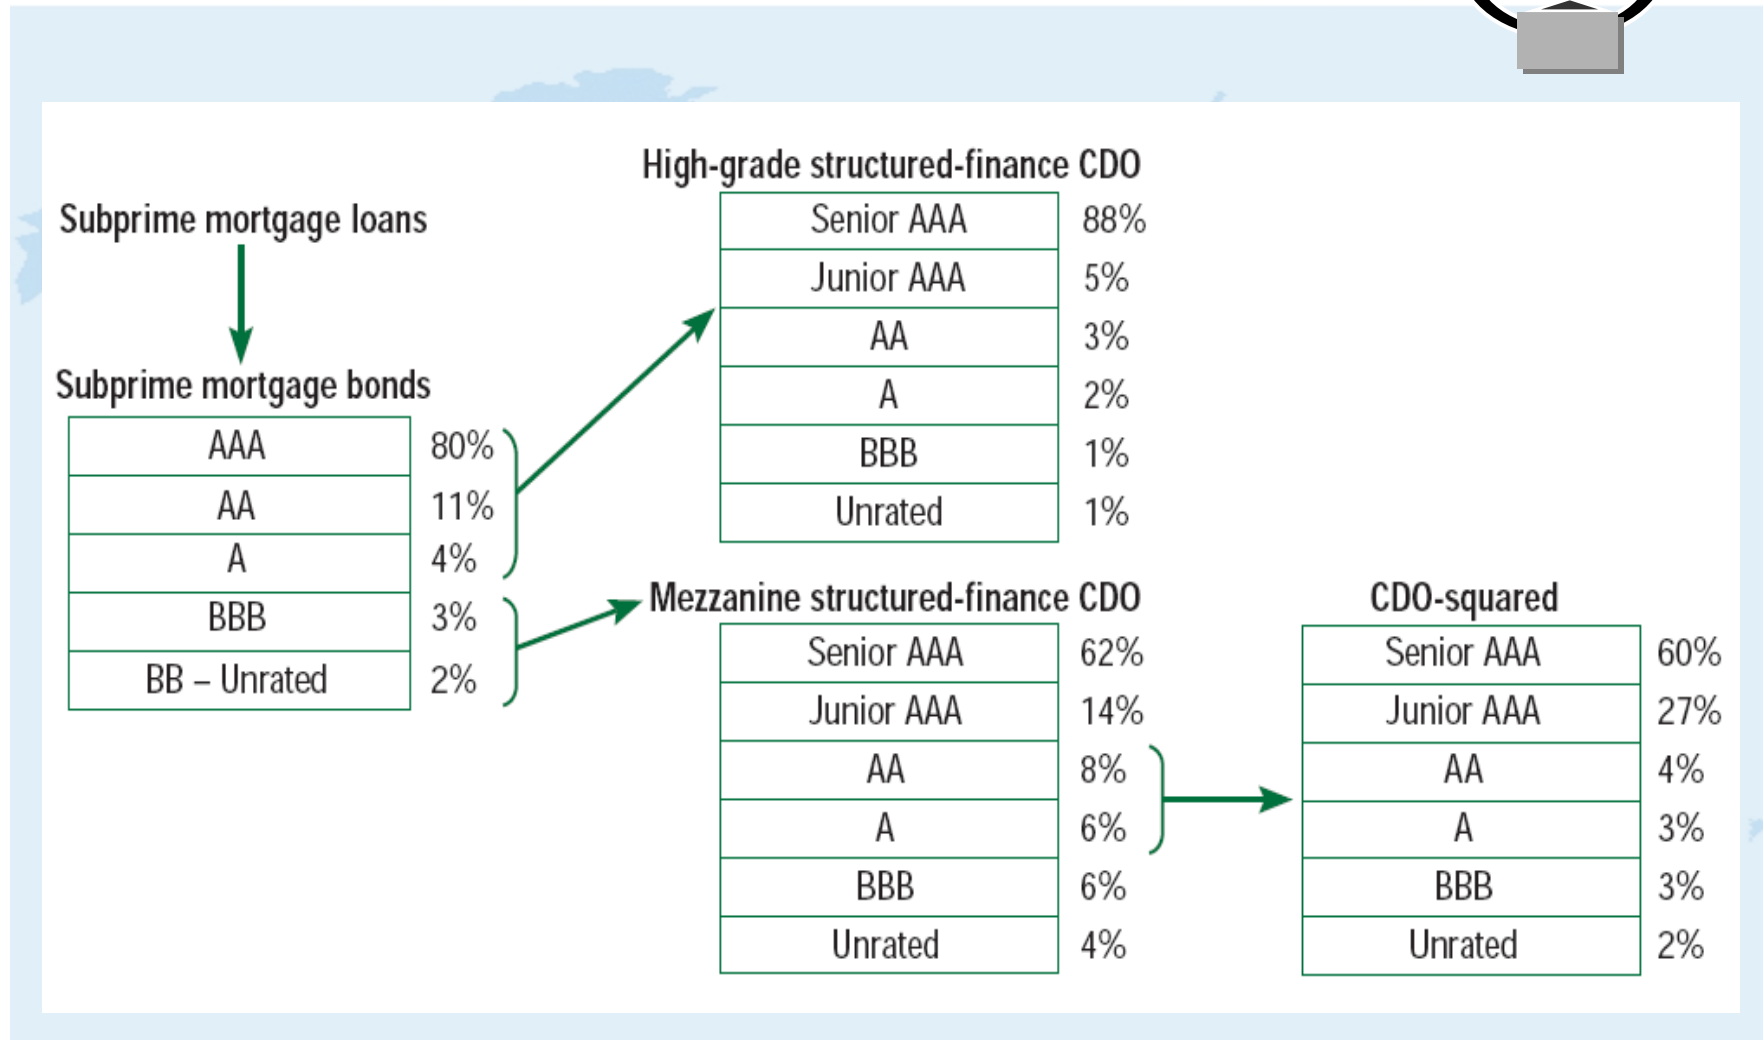 Subprime mortgage loans
Subprime mortgage bonds
AAA 80%
AA 11%
A 4%
BBB 3%
BB – Unrated 2%
High-grade structured-finance CDO
Senior AAA 88%
Junior AAA 5%
AA 3%
A 2%
BBB 1%
Unrated 1%
Mezzanine structured-finance CDO
Senior AAA 62%
Junior AAA 14%
AA 8%
A 6%
BBB 6%
Unrated 4%
CDO-squared
Senior AAA 60%
Junior AAA 27%
AA 4%
A 3%
BBB 3%
Unrated 2%